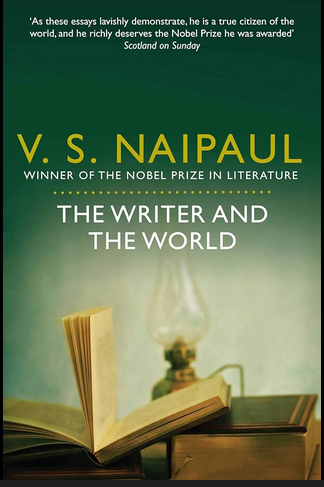 ‘As these essays lavishly demonstrate, he is a true citizen of the
world, and he richly deserves the Nobel Prize he was awarded’
Scotland on Sunday
V. S. NAIPAUL
WINNER OF THE NOBEL PRIZE IN LITERATURE
THE WRITER AND
THE WORLD